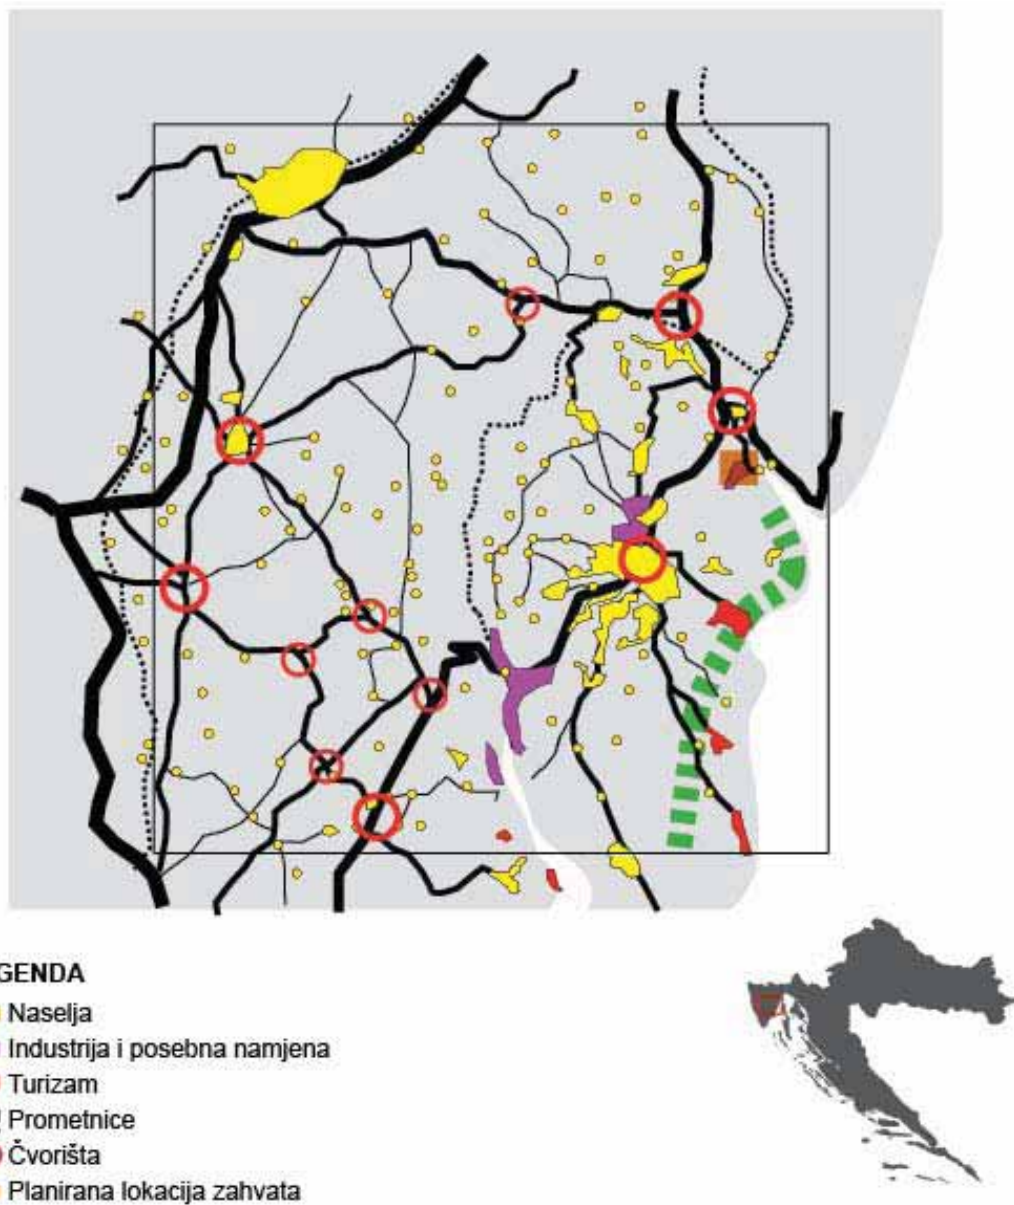 GENDA
Naselja
Industrija i posebna namjena
Turizam
Prometnice
Čvorišta
Planirana lokacija zahvata